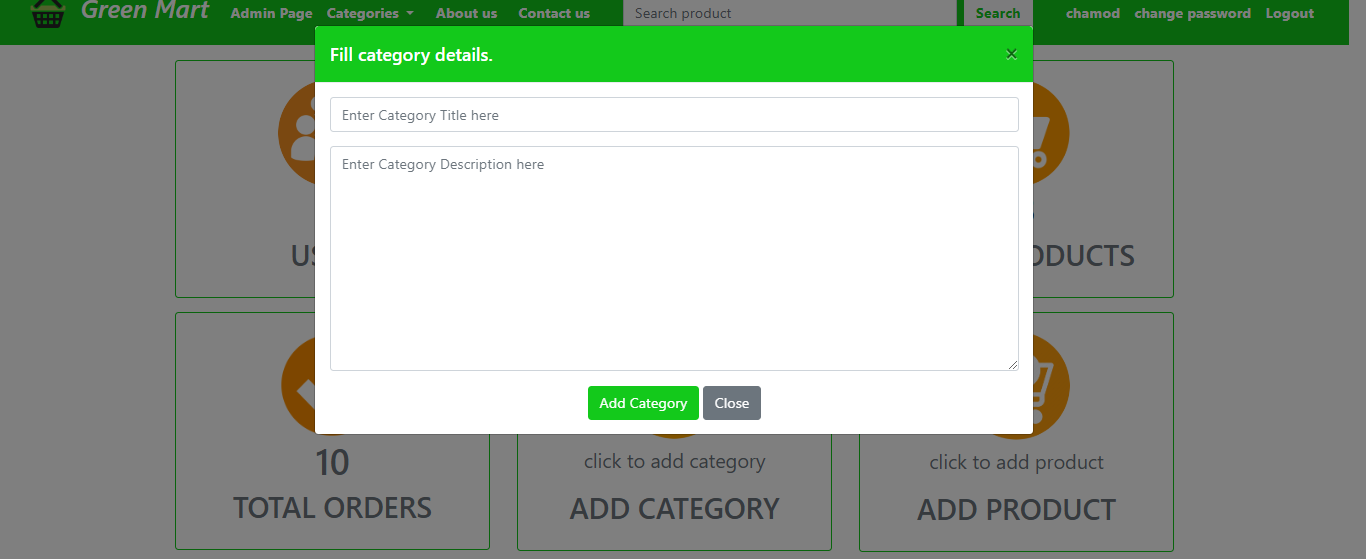 Green Mart Admin Page Categories About us Contact us Search product Search chamod change password Logout
Fill category details. ×
Enter Category Title here
Enter Category Description here
Add Category Close
10
TOTAL ORDERS
click to add category
ADD CATEGORY
click to add product
ADD PRODUCT